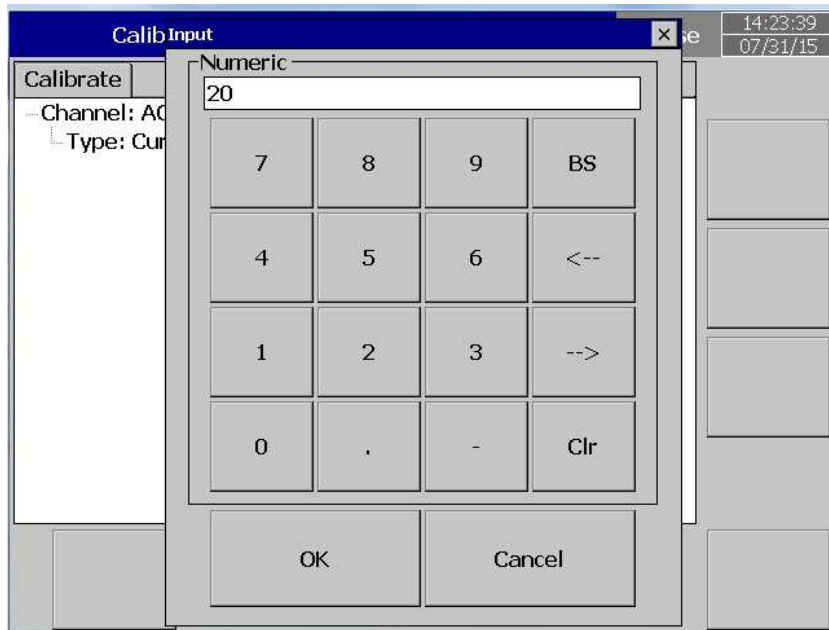 Calib
Input
se
14:23:39
07/31/15
Calibrate
Numeric
20
Channel: AC
Type: Cur
7 8 9 BS
4 5 6 <--
1 2 3 -->
0 . - Clr
OK Cancel